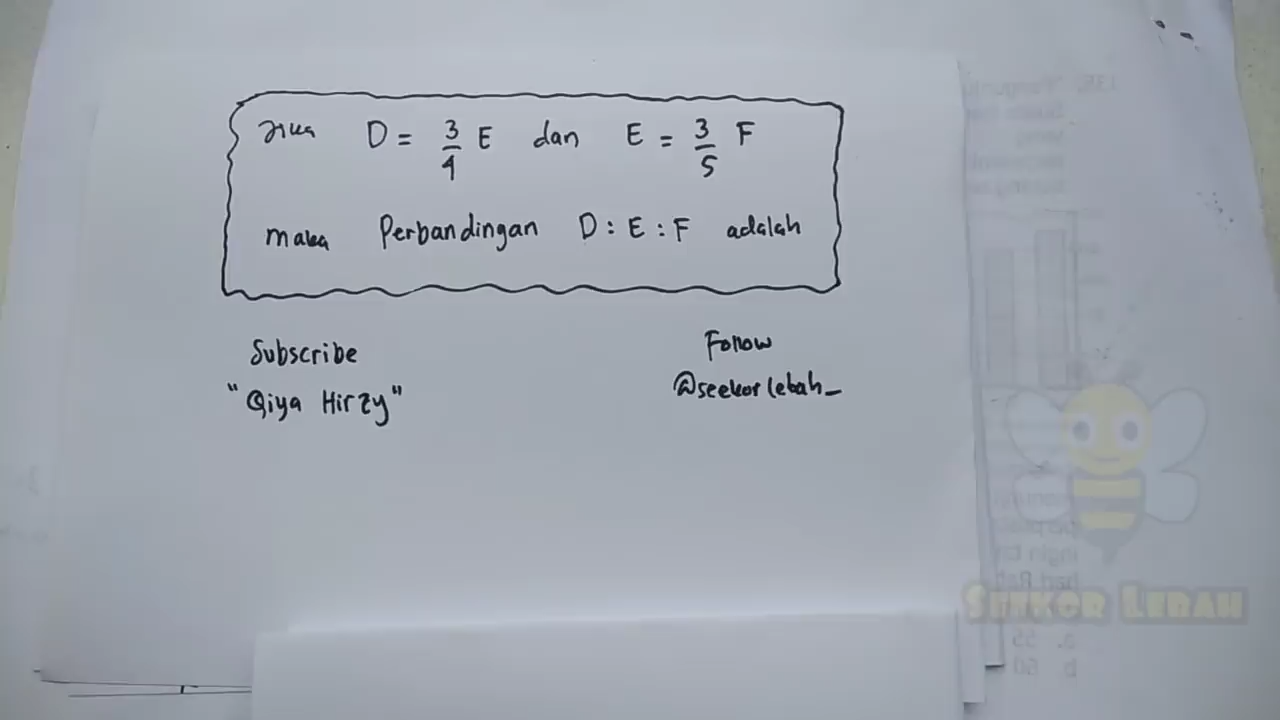 Jika D = 3/4 E dan E = 3/5 F
maka Perbandingan D : E : F adalah
Subscribe
"Qiya Hirzy"
Follow
@seekorlebah_
SEEKOR LEBAH